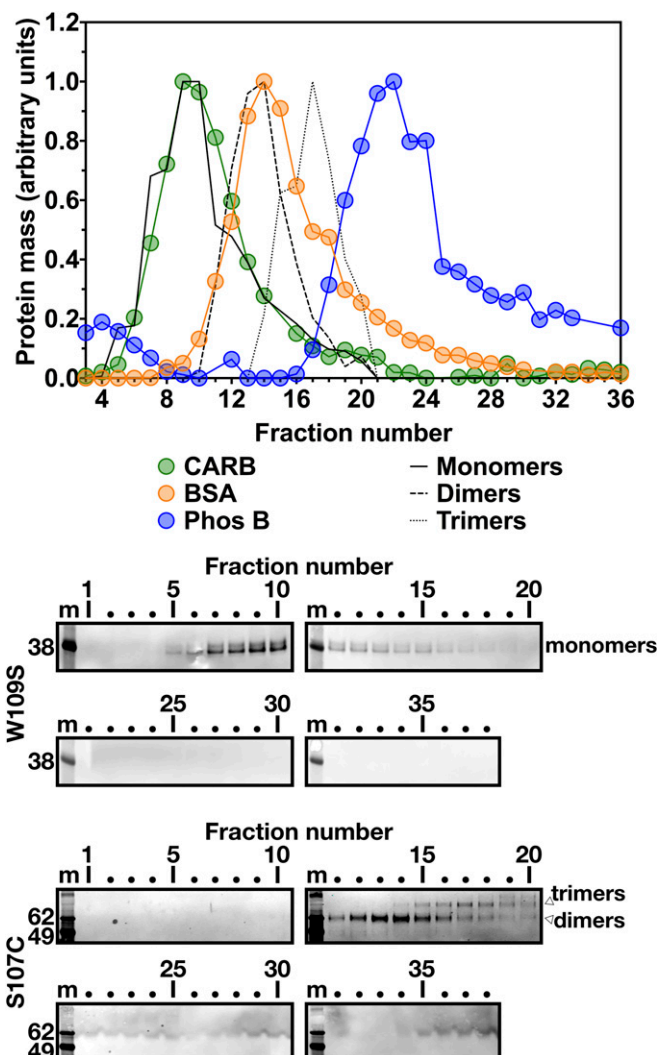 Protein mass (arbitrary units)
1.2
1.0
0.8
0.6
0.4
0.2
0.0
4 8 12 16 20 24 28 32 36
Fraction number
CARB
BSA
Phos B
Monomers
Dimers
Trimers
Fraction number
m 1 5 10 m 15 20
W109S
38
monomers
m 25 30 m 35
38
Fraction number
m 1 5 10 m 15 20
S107C
62
49
trimers
dimers
m 25 30 m 35
62
49